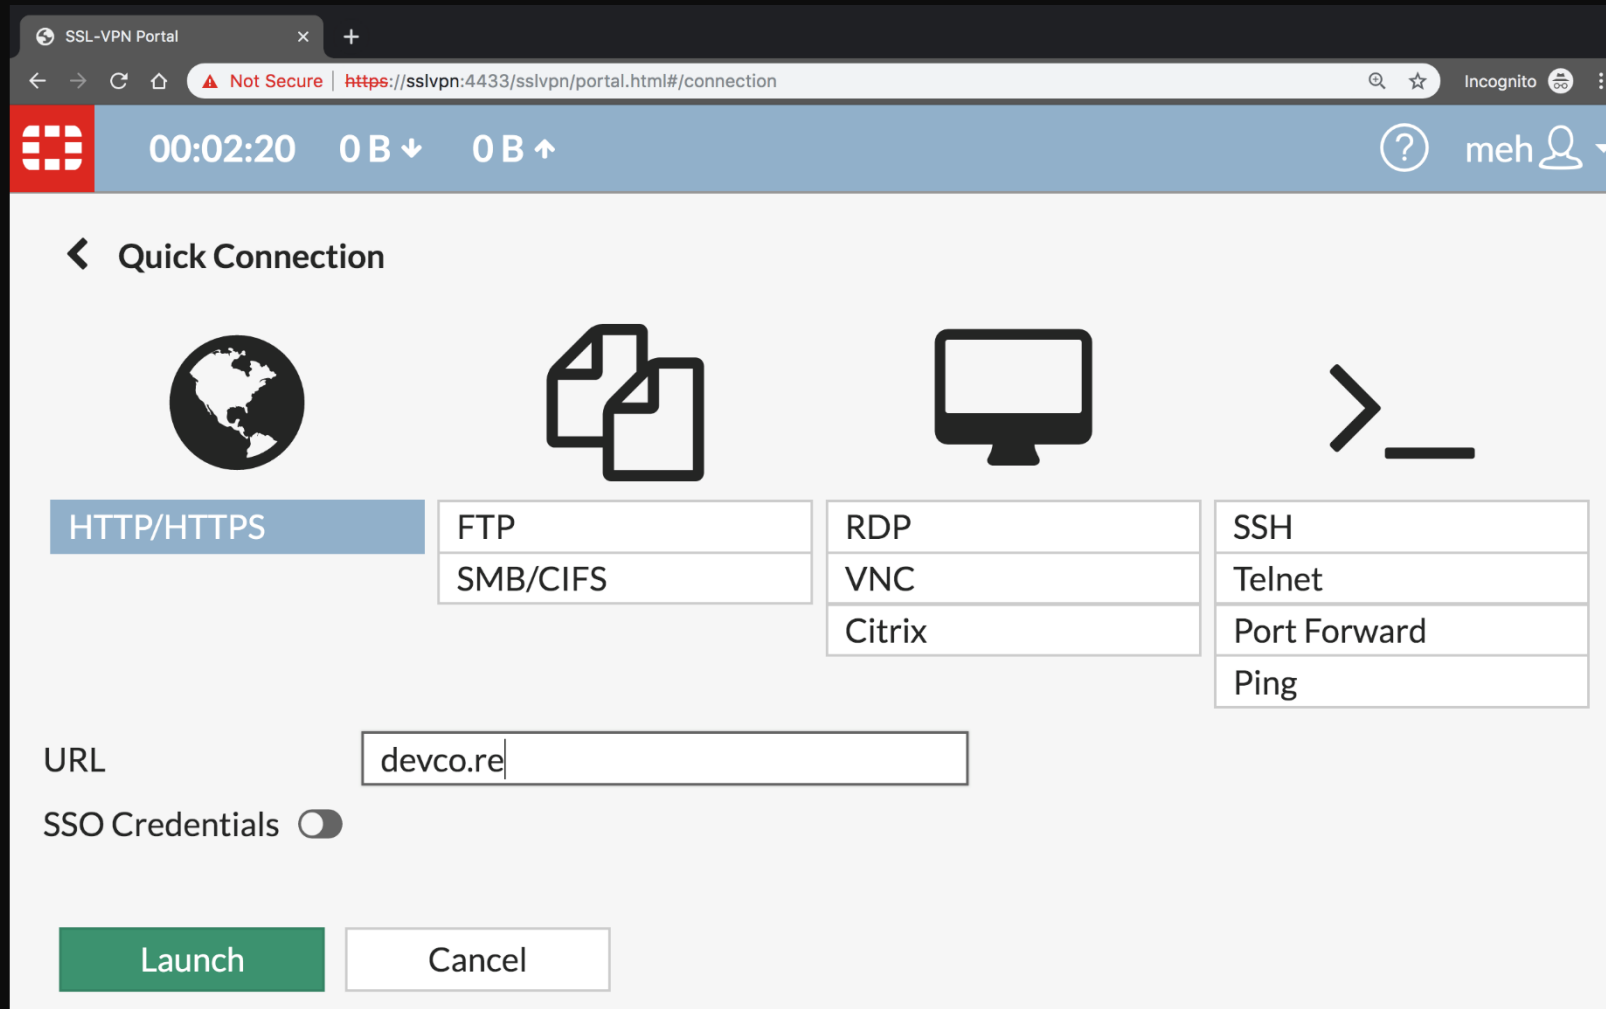 SSL-VPN Portal
Not Secure https://sslvpn:4433/sslvpn/portal.html#/connection Incognito
00:02:20 0 B 0 B ? meh
Quick Connection
HTTP/HTTPS FTP RDP SSH
SMB/CIFS VNC Telnet
Citrix Port Forward
Ping
URL devco.re
SSO Credentials
Launch Cancel